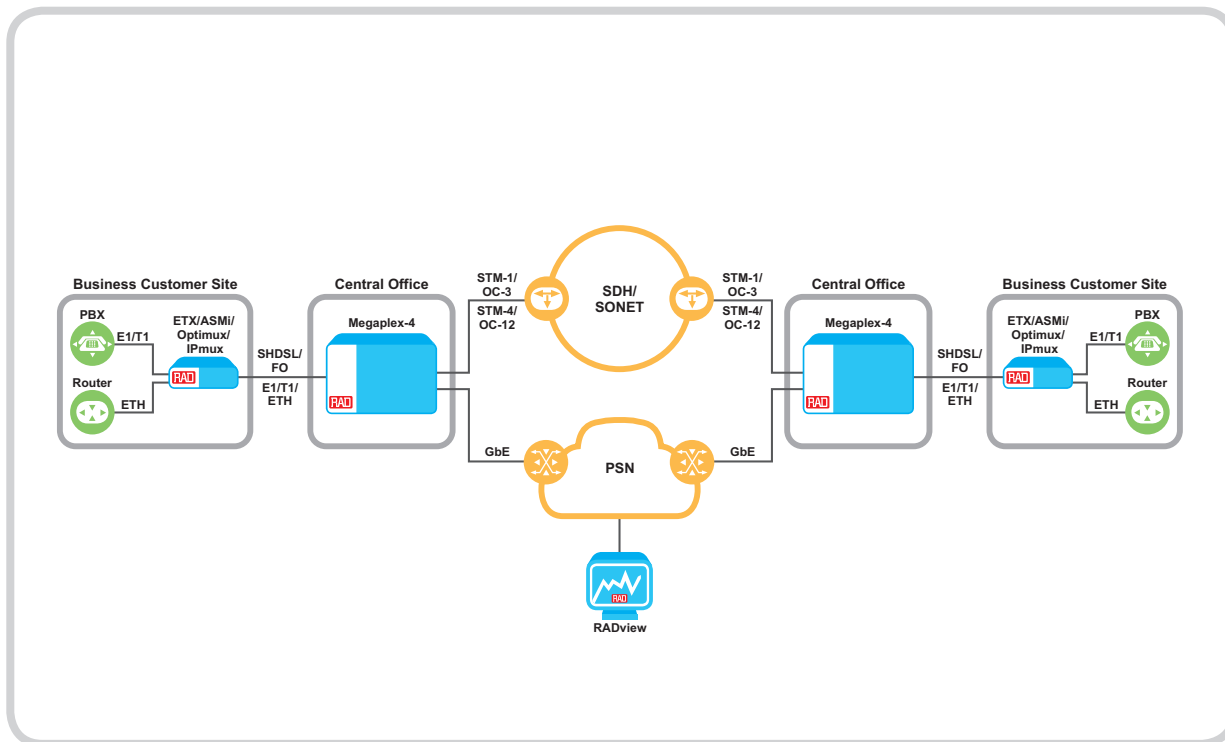 Business Customer Site
PBX
E1/T1
ETX/ASMi/
Optimux/
IPmux
RAD
Router
ETH
SHDSL/
FO
E1/T1/
ETH
Central Office
Megaplex-4
RAD
STM-1/
OC-3
STM-4/
OC-12
GbE
SDH/
SONET
PSN
RAD
RADview
STM-1/
OC-3
STM-4/
OC-12
GbE
Central Office
Megaplex-4
RAD
SHDSL/
FO
E1/T1/
ETH
Business Customer Site
ETX/ASMi/
Optimux/
IPmux
RAD
PBX
E1/T1
Router
ETH